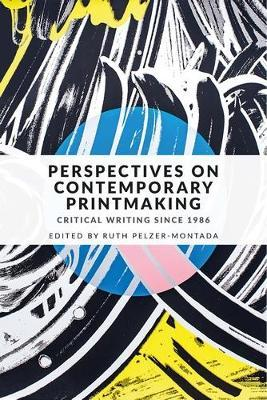 PERSPECTIVES ON
CONTEMPORARY
PRINTMAKING
CRITICAL WRITING SINCE 1986
EDITED BY RUTH PELZER-MONTADA